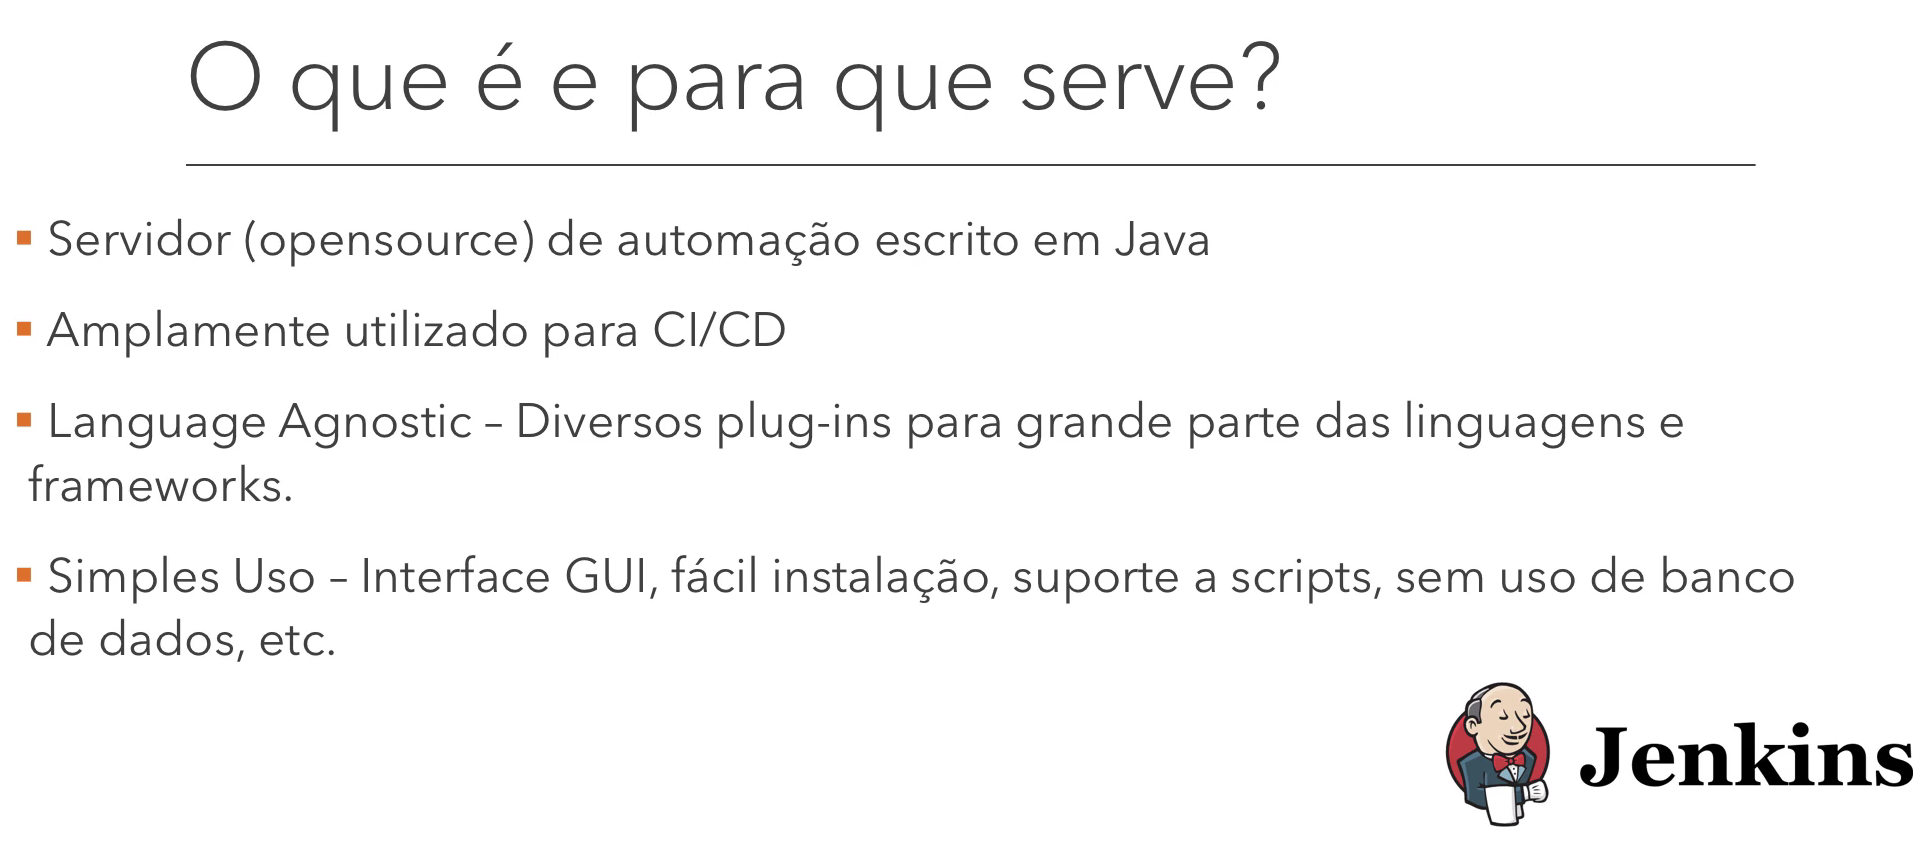 O que é e para que serve?
▪ Servidor (opensource) de automação escrito em Java
▪ Amplamente utilizado para CI/CD
▪ Language Agnostic – Diversos plug-ins para grande parte das linguagens e
frameworks.
▪ Simples Uso – Interface GUI, fácil instalação, suporte a scripts, sem uso de banco
de dados, etc.
Jenkins